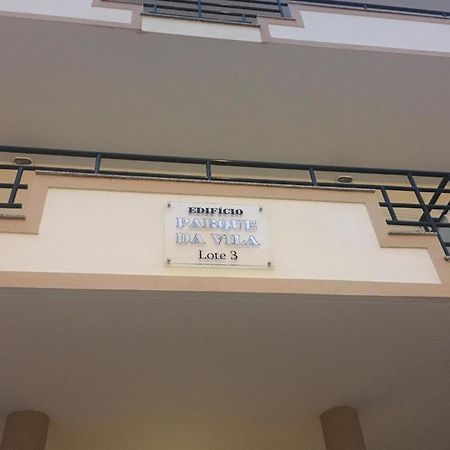 EDIFÍCIO
PARQUE
DA VILA
Lote 3